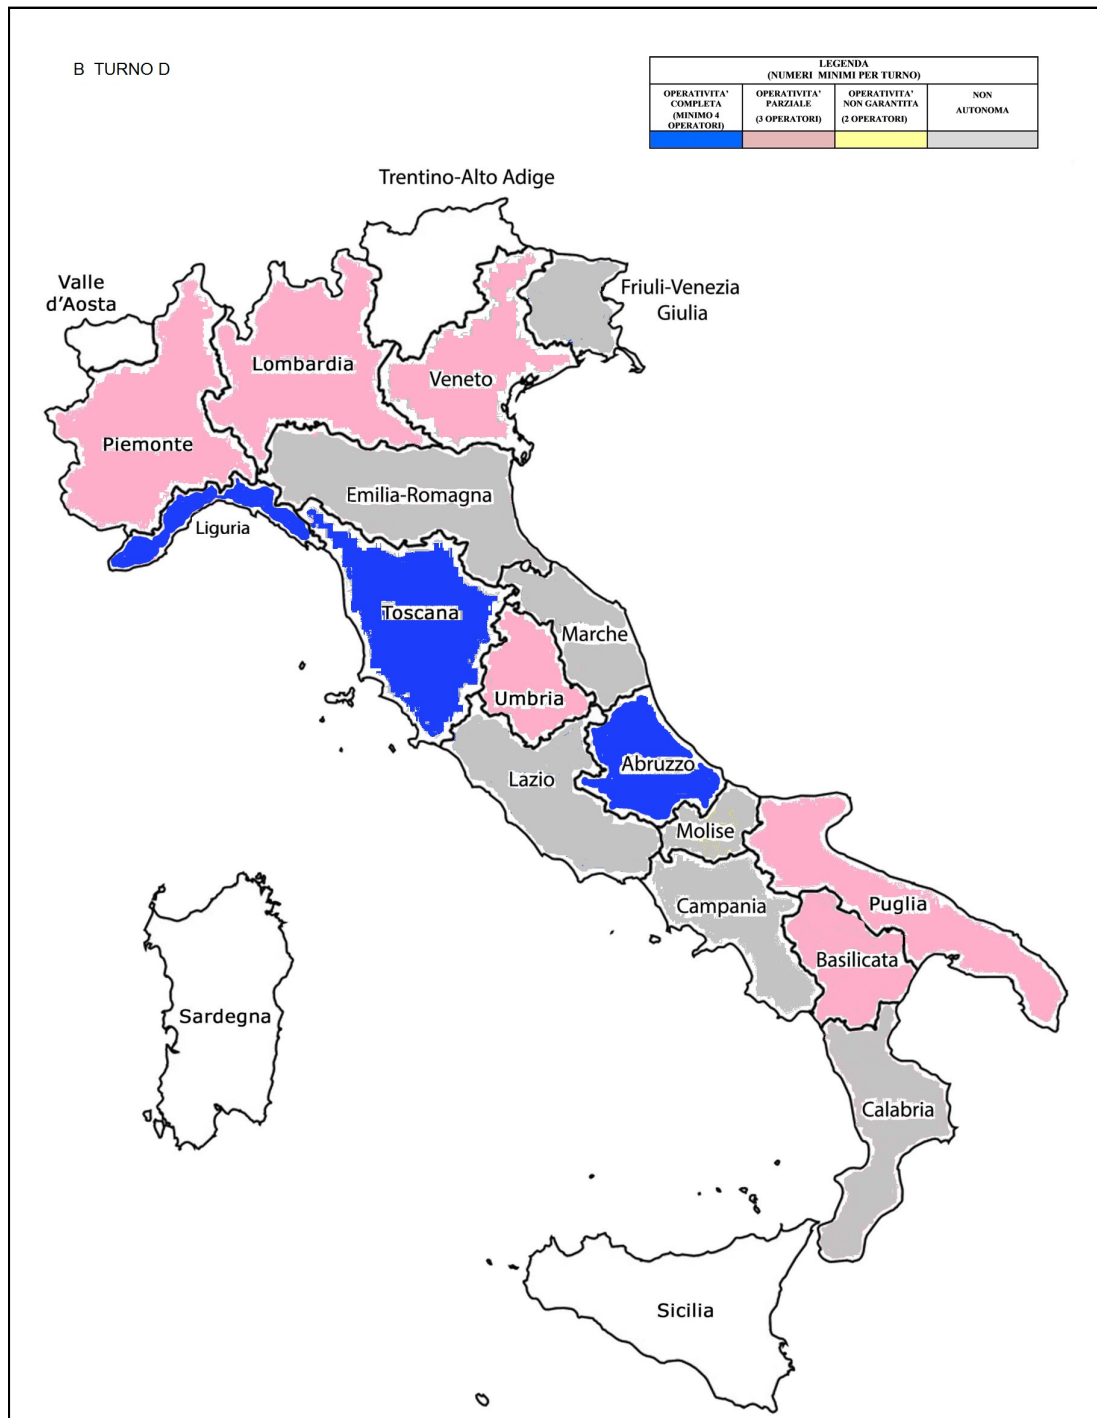 B TURNO D
LEGENDA
(NUMERI MINIMI PER TURNO)
OPERATIVITA'
COMPLETA
(MINIMO 4
OPERATORI)
OPERATIVITA'
PARZIALE
(3 OPERATORI)
OPERATIVITA'
NON GARANTITA
(2 OPERATORI)
NON
AUTONOMA
Trentino-Alto Adige
Valle
d'Aosta
Friuli-Venezia
Giulia
Lombardia
Veneto
Piemonte
Emilia-Romagna
Liguria
Toscana
Marche
Umbria
Abruzzo
Lazio
Molise
Campania
Puglia
Basilicata
Sardegna
Calabria
Sicilia